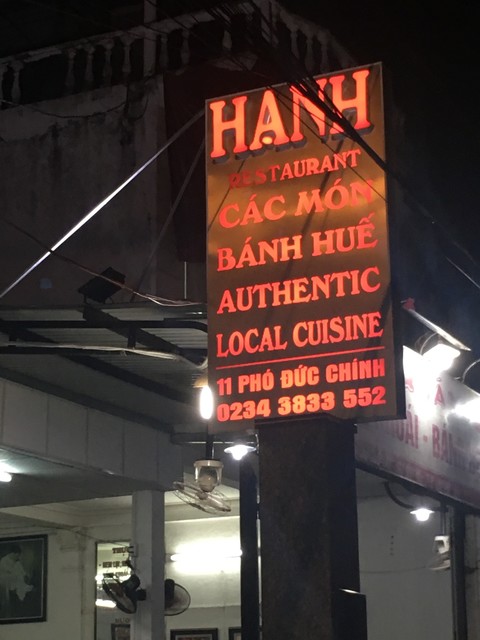 HẠNH
RESTAURANT
CÁC MÓN
BÁNH HUẾ
AUTHENTIC
LOCAL CUISINE
11 PHÓ ĐỨC CHÍNH
0234 3833 552